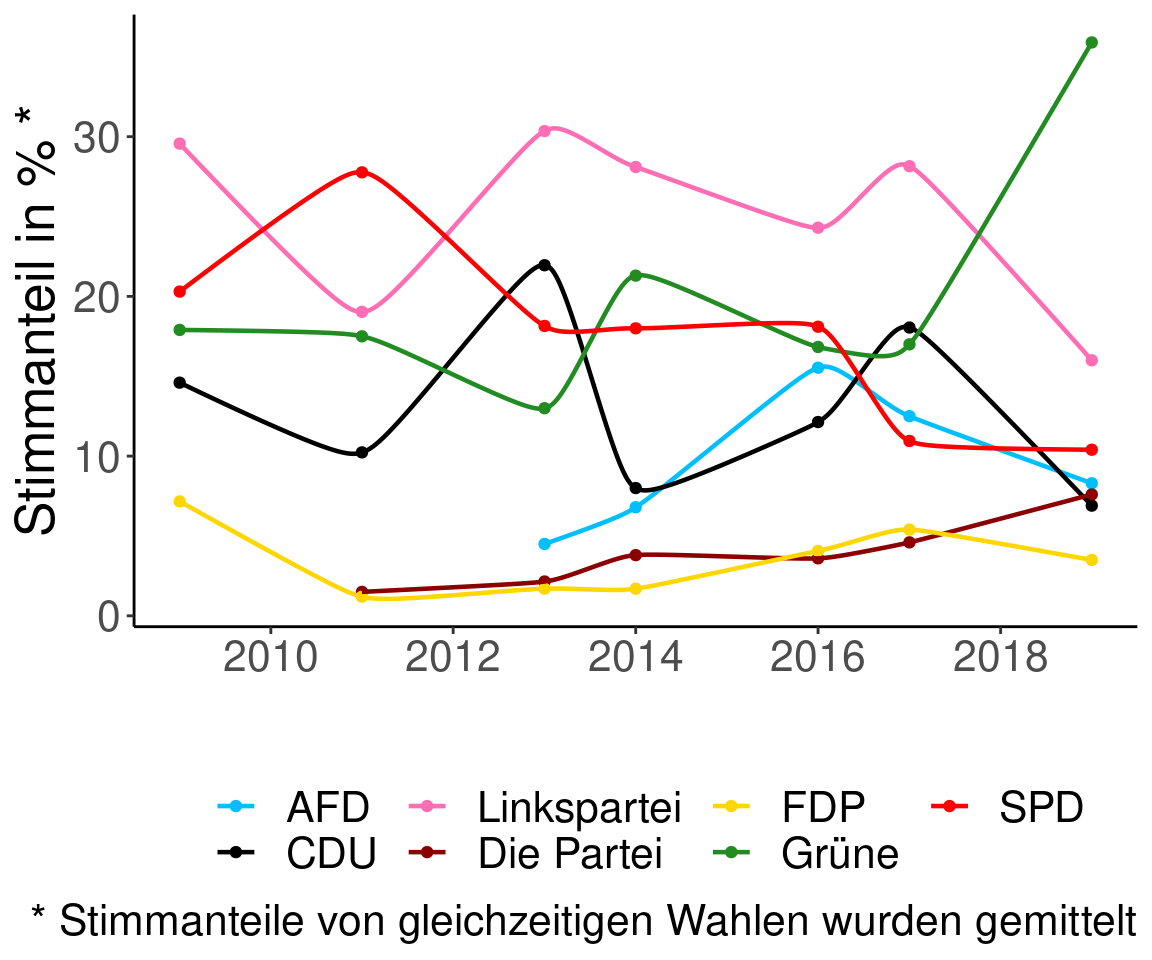 Stimmanteil in % *
30
20
10
0
2010 2012 2014 2016 2018
AFD Linkspartei FDP SPD
CDU Die Partei Grüne
* Stimmanteile von gleichzeitigen Wahlen wurden gemittelt